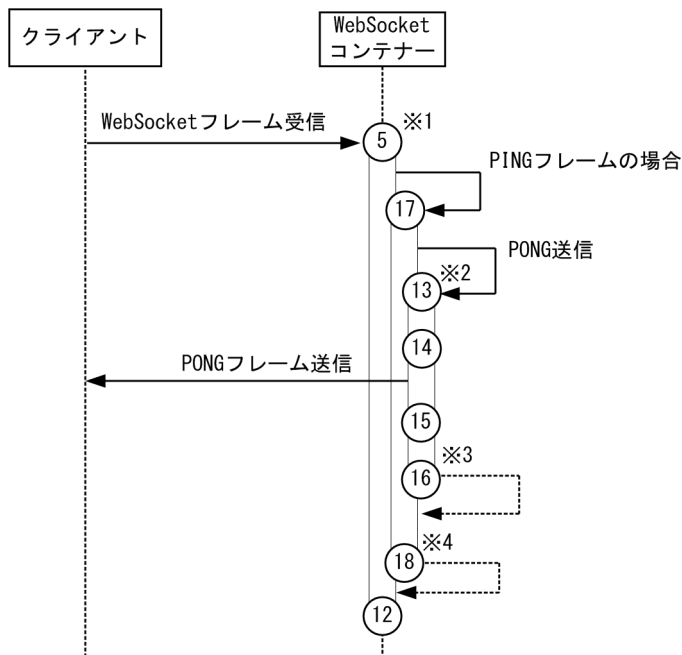 クライアント
WebSocket
コンテナー
WebSocketフレーム受信
※1
5
PINGフレームの場合
17
PONG送信
※2
13
14
PONGフレーム送信
15
※3
16
※4
18
12